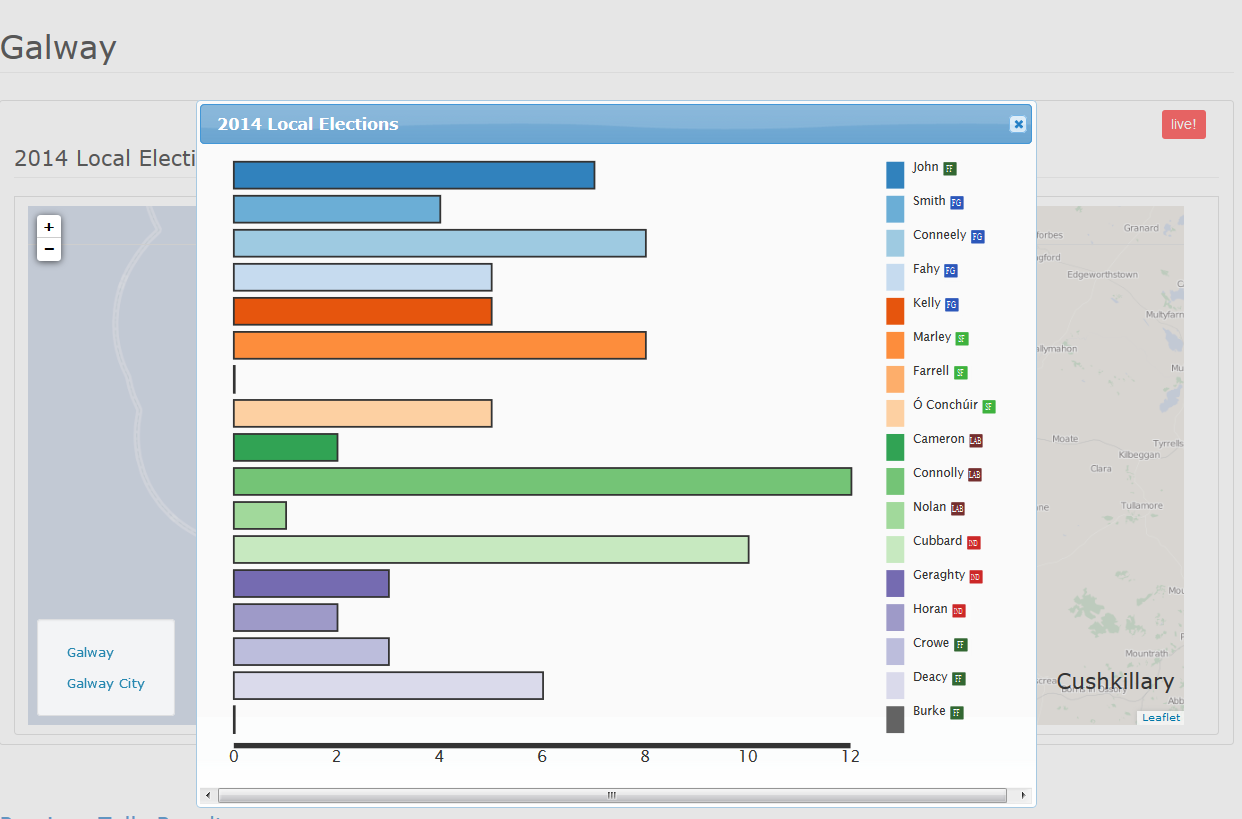 Galway
2014 Local Elections
×
live!
2014 Local Electi
+
−
John FF
Smith FG
Conneely FG
Fahy FG
Kelly FG
Marley SF
Farrell SF
Ó Conchúir SF
Cameron LAB
Connolly LAB
Nolan LAB
Cubbard IND
Geraghty IND
Horan IND
Crowe FF
Deacy FF
Burke FF
0 2 4 6 8 10 12
Galway
Galway City
Granard
Edgeworthstown
Multyfarn
Moate
Tyrrells
Kilbeggan
Clara
Tullamore
Mountrath
Cushkillary
Leaflet